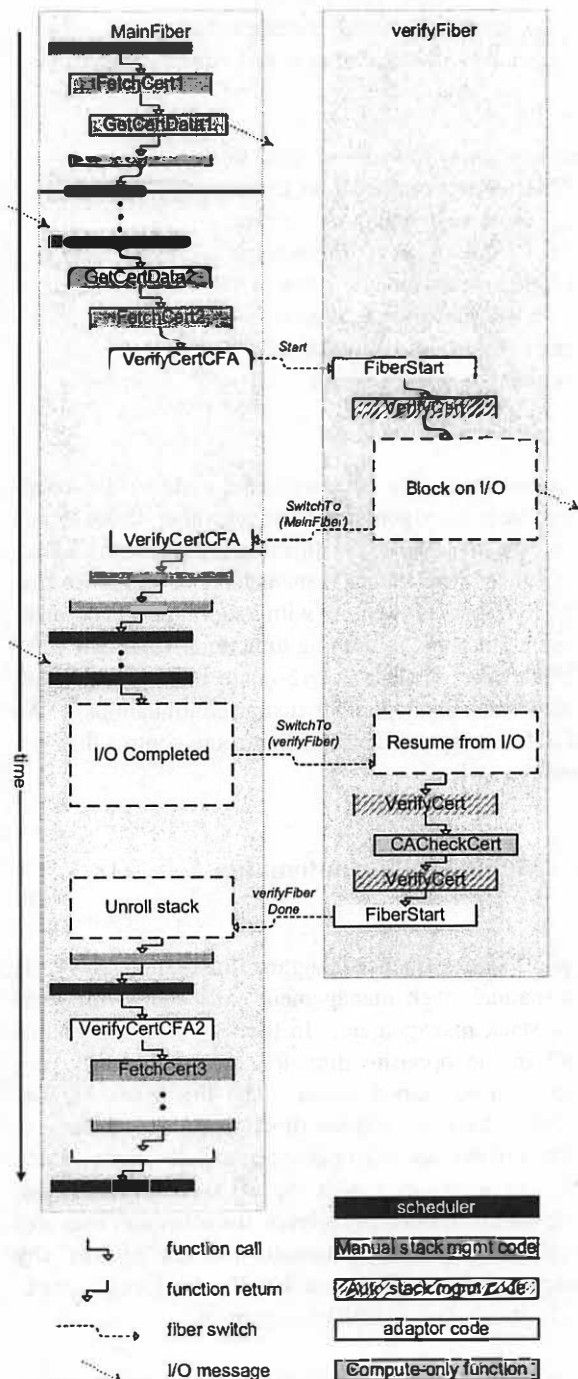 MainFiber
verifyFiber
FetchCert1
GetCertData1
GetCertData2
FetchCert2
VerifyCertCFA
Start
FiberStart
VerifyCert
Block on I/O
SwitchTo
(MainFiber)
VerifyCertCFA
I/O Completed
SwitchTo
(verifyFiber)
Resume from I/O
VerifyCert
CACheckCert
VerifyCert
FiberStart
Unroll stack
verifyFiber
Done
VerifyCertCFA2
FetchCert3
time
function call
function return
fiber switch
I/O message
scheduler
Manual stack mgmt code
Auto stack mgmt code
adaptor code
Compute-only function